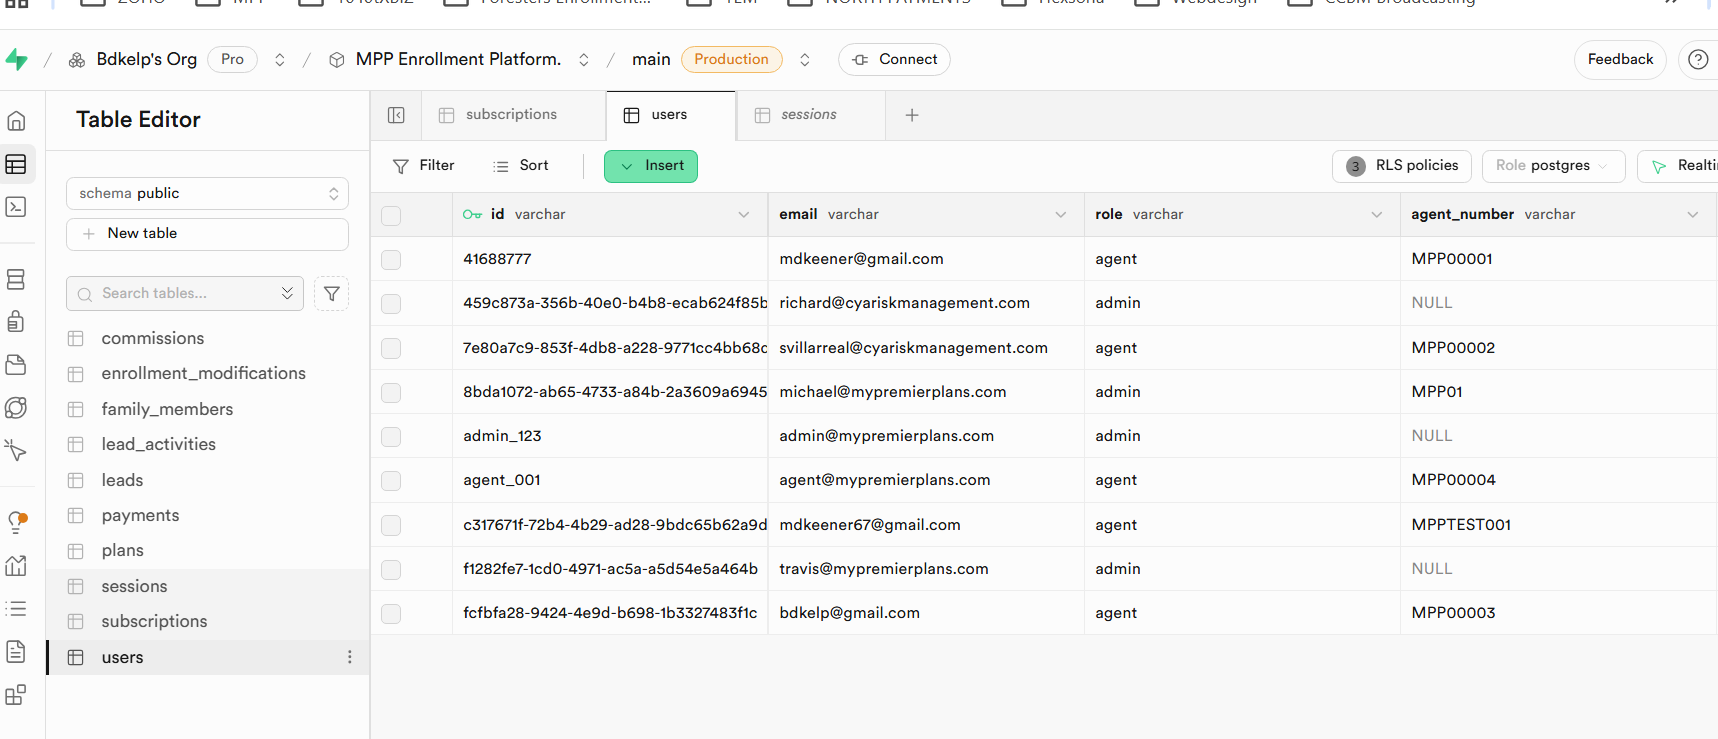 Bdkelp's Org Pro / MPP Enrollment Platform. / main Production Connect Feedback
Table Editor
subscriptions users sessions
Filter Sort Insert 3 RLS policies Role postgres Realti
schema public
New table
Search tables...
commissions
enrollment_modifications
family_members
lead_activities
leads
payments
plans
sessions
subscriptions
users
id varchar email varchar role varchar agent_number varchar
41688777 mdkeener@gmail.com agent MPP00001
459c873a-356b-40e0-b4b8-ecab624f85b richard@cyariskmanagement.com admin NULL
7e80a7c9-853f-4db8-a228-9771cc4bb68c svillarreal@cyariskmanagement.com agent MPP00002
8bda1072-ab65-4733-a84b-2a3609a6945 michael@mypremierplans.com admin MPP01
admin_123 admin@mypremierplans.com admin NULL
agent_001 agent@mypremierplans.com agent MPP00004
c317671f-72b4-4b29-ad28-9bdc65b62a9d mdkeener67@gmail.com agent MPPTEST001
f1282fe7-1cd0-4971-ac5a-a5d54e5a464b travis@mypremierplans.com admin NULL
fcfbfa28-9424-4e9d-b698-1b3327483f1c bdkelp@gmail.com agent MPP00003